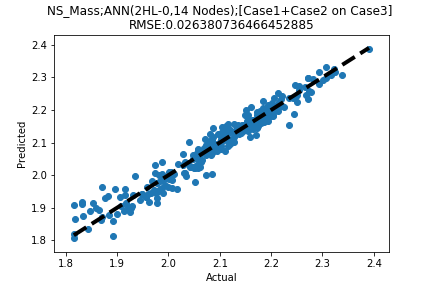 NS_Mass;ANN(2HL-0,14 Nodes);[Case1+Case2 on Case3]
RMSE:0.026380736466452885
2.4
2.3
2.2
2.1
2.0
1.9
1.8
Predicted
1.8 1.9 2.0 2.1 2.2 2.3 2.4
Actual